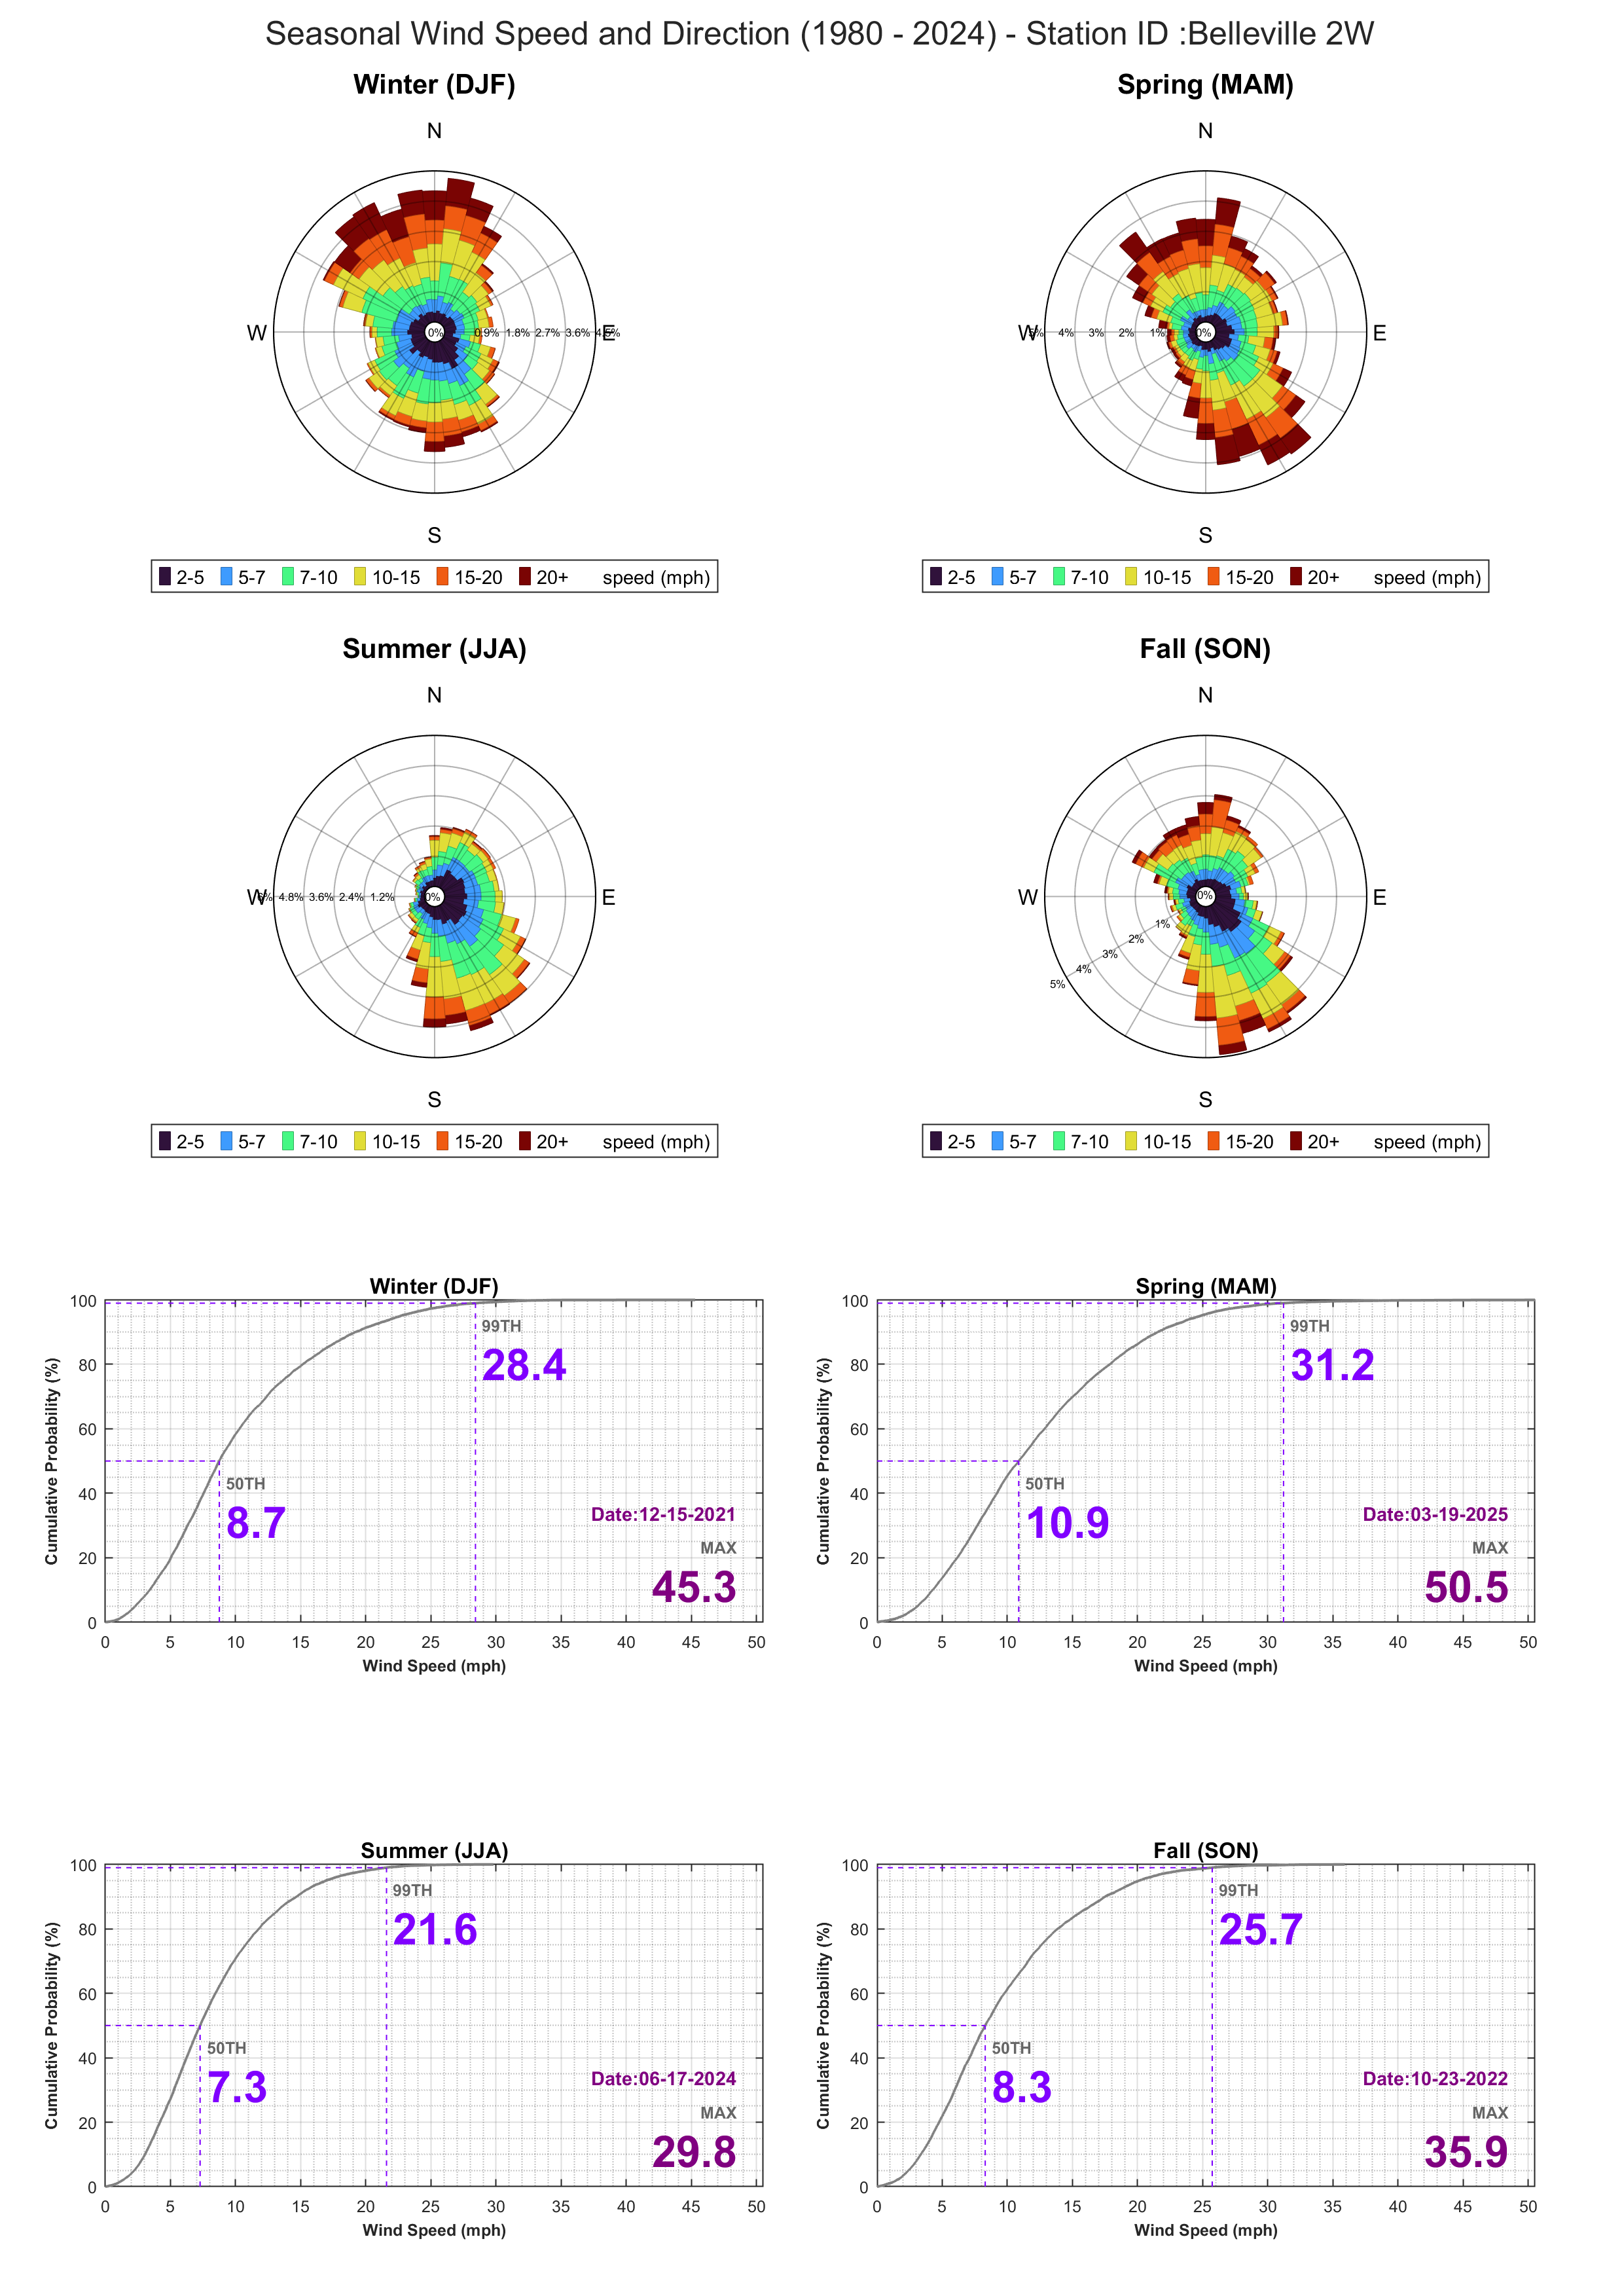 Seasonal Wind Speed and Direction (1980 - 2024) - Station ID :Belleville 2W
Winter (DJF)
N
W
0%
0.9%
1.8%
2.7%
3.6%
E
S
2-5 5-7 7-10 10-15 15-20 20+ speed (mph)
Spring (MAM)
N
W
4%
3%
2%
1%
0%
E
S
2-5 5-7 7-10 10-15 15-20 20+ speed (mph)
Summer (JJA)
N
W
4.8%
3.6%
2.4%
1.2%
0%
E
S
2-5 5-7 7-10 10-15 15-20 20+ speed (mph)
Fall (SON)
N
W
0%
E
1%
2%
3%
4%
5%
S
2-5 5-7 7-10 10-15 15-20 20+ speed (mph)
Winter (DJF)
100
80
60
40
20
0
Cumulative Probability (%)
99TH
28.4
50TH
8.7
Date:12-15-2021
MAX
45.3
0 5 10 15 20 25 30 35 40 45 50
Wind Speed (mph)
Spring (MAM)
100
80
60
40
20
0
Cumulative Probability (%)
99TH
31.2
50TH
10.9
Date:03-19-2025
MAX
50.5
0 5 10 15 20 25 30 35 40 45 50
Wind Speed (mph)
Summer (JJA)
100
80
60
40
20
0
Cumulative Probability (%)
99TH
21.6
50TH
7.3
Date:06-17-2024
MAX
29.8
0 5 10 15 20 25 30 35 40 45 50
Wind Speed (mph)
Fall (SON)
100
80
60
40
20
0
Cumulative Probability (%)
99TH
25.7
50TH
8.3
Date:10-23-2022
MAX
35.9
0 5 10 15 20 25 30 35 40 45 50
Wind Speed (mph)